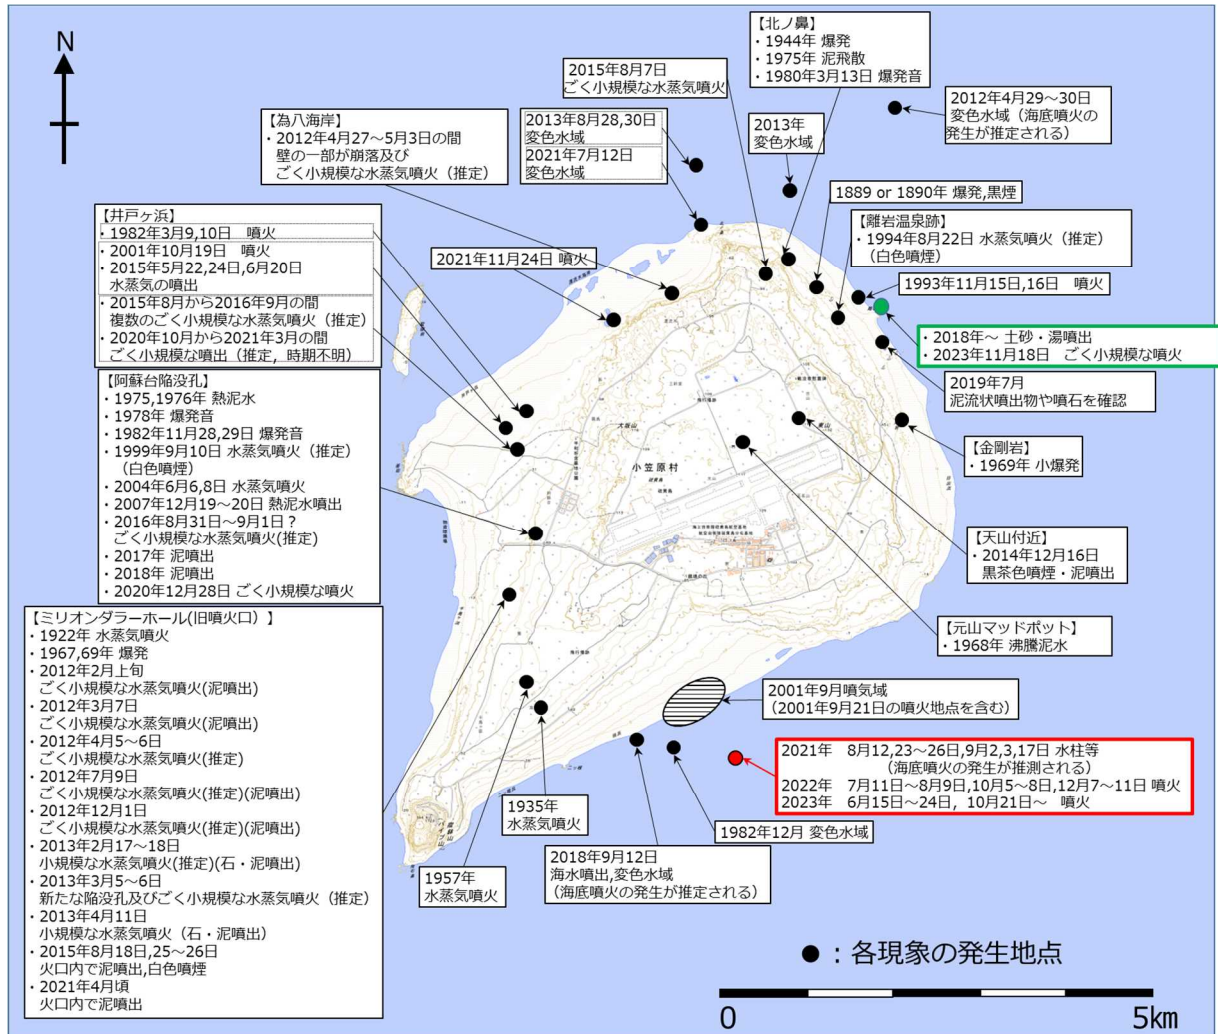 N
【北ノ鼻】
・1944年 爆発
・1975年 泥飛散
・1980年3月13日 爆発音
2015年8月7日
ごく小規模な水蒸気噴火
2012年4月29～30日
変色水域（海底噴火の
発生が推定される）
【為八海岸】
・2012年4月27～5月3日の間
壁の一部が崩落及び
ごく小規模な水蒸気噴火（推定）
2013年8月28,30日
変色水域
2021年7月12日
変色水域
2013年
変色水域
1889 or 1890年 爆発,黒煙
【離岩温泉跡】
・1994年8月22日 水蒸気噴火（推定）
（白色噴煙）
【井戸ヶ浜】
・1982年3月9,10日　噴火
・2001年10月19日　噴火
・2015年5月22,24日,6月20日
水蒸気の噴出
・2015年8月から2016年9月の間
複数のごく小規模な水蒸気噴火（推定）
・2020年10月から2021年3月の間
ごく小規模な噴出（推定，時期不明）
2021年11月24日 噴火
1993年11月15日,16日　噴火
・2018年～ 土砂・湯噴出
・2023年11月18日　ごく小規模な噴火
2019年7月
泥流状噴出物や噴石を確認
【阿蘇台陥没孔】
・1975,1976年 熱泥水
・1978年 爆発音
・1982年11月28,29日 爆発音
・1999年9月10日 水蒸気噴火（推定）
（白色噴煙）
・2004年6月6,8日 水蒸気噴火
・2007年12月19～20日 熱泥水噴出
・2016年8月31日～9月1日？
ごく小規模な水蒸気噴火(推定)
・2017年 泥噴出
・2018年 泥噴出
・2020年12月28日 ごく小規模な噴火
【金剛岩】
・1969年 小爆発
大阪山
東山
小笠原村
硫黄島
硫黄島
【天山付近】
・2014年12月16日
黒茶色噴煙・泥噴出
【元山マッドポット】
・1968年 沸騰泥水
【ミリオンダラーホール(旧噴火口）】
・1922年 水蒸気噴火
・1967,69年 爆発
・2012年2月上旬
ごく小規模な水蒸気噴火(泥噴出)
・2012年3月7日
ごく小規模な水蒸気噴火(泥噴出)
・2012年4月5～6日
ごく小規模な水蒸気噴火(推定)
・2012年7月9日
ごく小規模な水蒸気噴火(推定)(泥噴出)
・2012年12月1日
ごく小規模な水蒸気噴火(推定)(泥噴出)
・2013年2月17～18日
小規模な水蒸気噴火(推定)(石・泥噴出)
・2013年3月5～6日
新たな陥没孔及びごく小規模な水蒸気噴火（推定）
・2013年4月11日
小規模な水蒸気噴火（石・泥噴出）
・2015年8月18日,25～26日
火口内で泥噴出,白色噴煙
・2021年4月頃
火口内で泥噴出
2001年9月噴気域
（2001年9月21日の噴火地点を含む）
2021年　8月12,23～26日,9月2,3,17日 水柱等
（海底噴火の発生が推測される）
2022年　7月11日～8月9日,10月5～8日,12月7～11日 噴火
2023年　6月15日～24日，10月21日～　噴火
1935年
水蒸気噴火
1982年12月 変色水域
2018年9月12日
海水噴出,変色水域
（海底噴火の発生が推定される）
1957年
水蒸気噴火
●：各現象の発生地点
0
5km